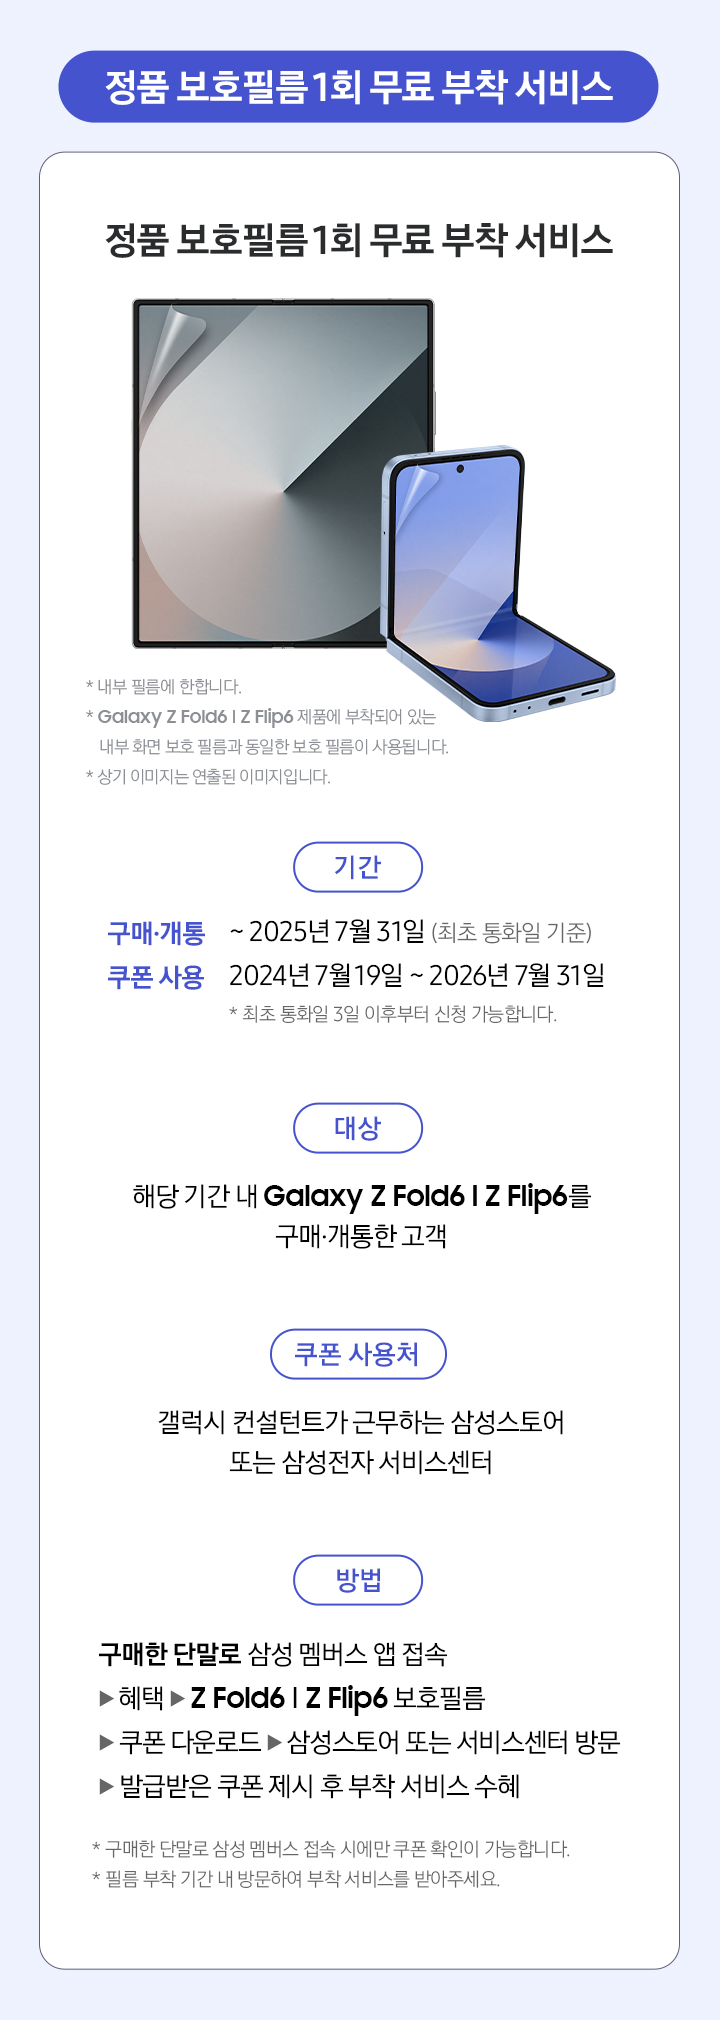 정품 보호필름 1회 무료 부착 서비스
정품 보호필름 1회 무료 부착 서비스
* 내부 필름에 한합니다.
* Galaxy Z Fold6 l Z Flip6 제품에 부착되어 있는
내부 화면 보호 필름과 동일한 보호 필름이 사용됩니다.
* 상기 이미지는 연출된 이미지입니다.
기간
구매·개통 ~ 2025년 7월 31일 (최초 통화일 기준)
쿠폰 사용 2024년 7월 19일 ~ 2026년 7월 31일
* 최초 통화일 3일 이후부터 신청 가능합니다.
대상
해당 기간 내 Galaxy Z Fold6 l Z Flip6를
구매·개통한 고객
쿠폰 사용처
갤럭시 컨설턴트가 근무하는 삼성스토어
또는 삼성전자 서비스센터
방법
구매한 단말로 삼성 멤버스 앱 접속
▶ 혜택 ▶ Z Fold6 l Z Flip6 보호필름
▶ 쿠폰 다운로드 ▶ 삼성스토어 또는 서비스센터 방문
▶ 발급받은 쿠폰 제시 후 부착 서비스 수혜
* 구매한 단말로 삼성 멤버스 접속 시에만 쿠폰 확인이 가능합니다.
* 필름 부착 기간 내 방문하여 부착 서비스를 받아주세요.